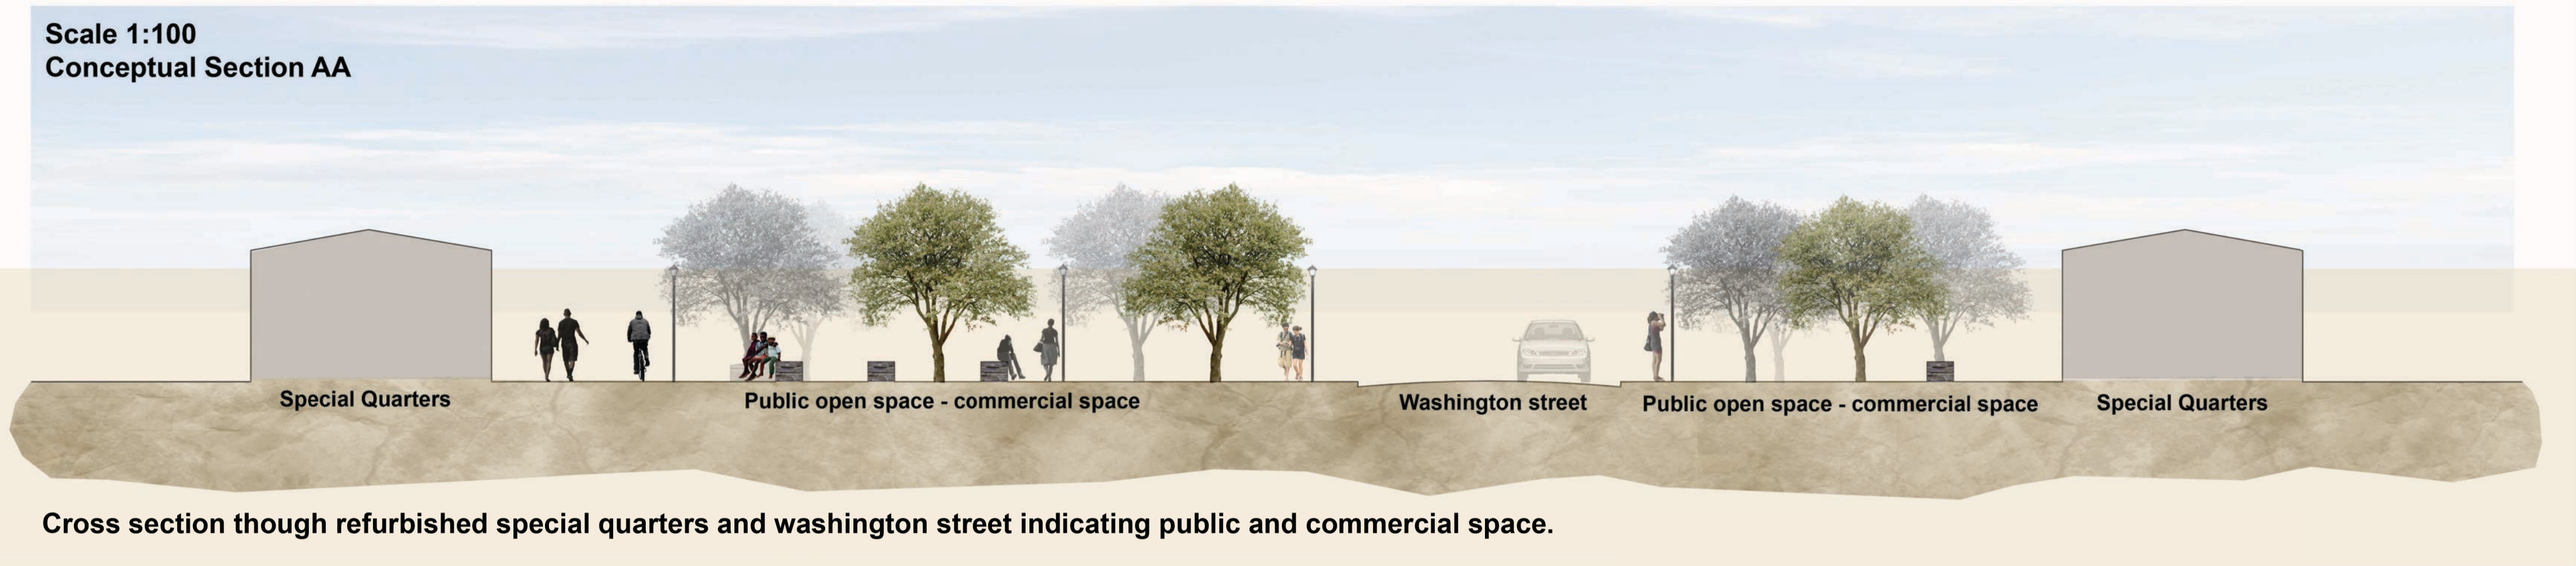 Scale 1:100
Conceptual Section AA
Special Quarters
Public open space - commercial space
Washington street
Public open space - commercial space
Special Quarters
Cross section though refurbished special quarters and washington street indicating public and commercial space.